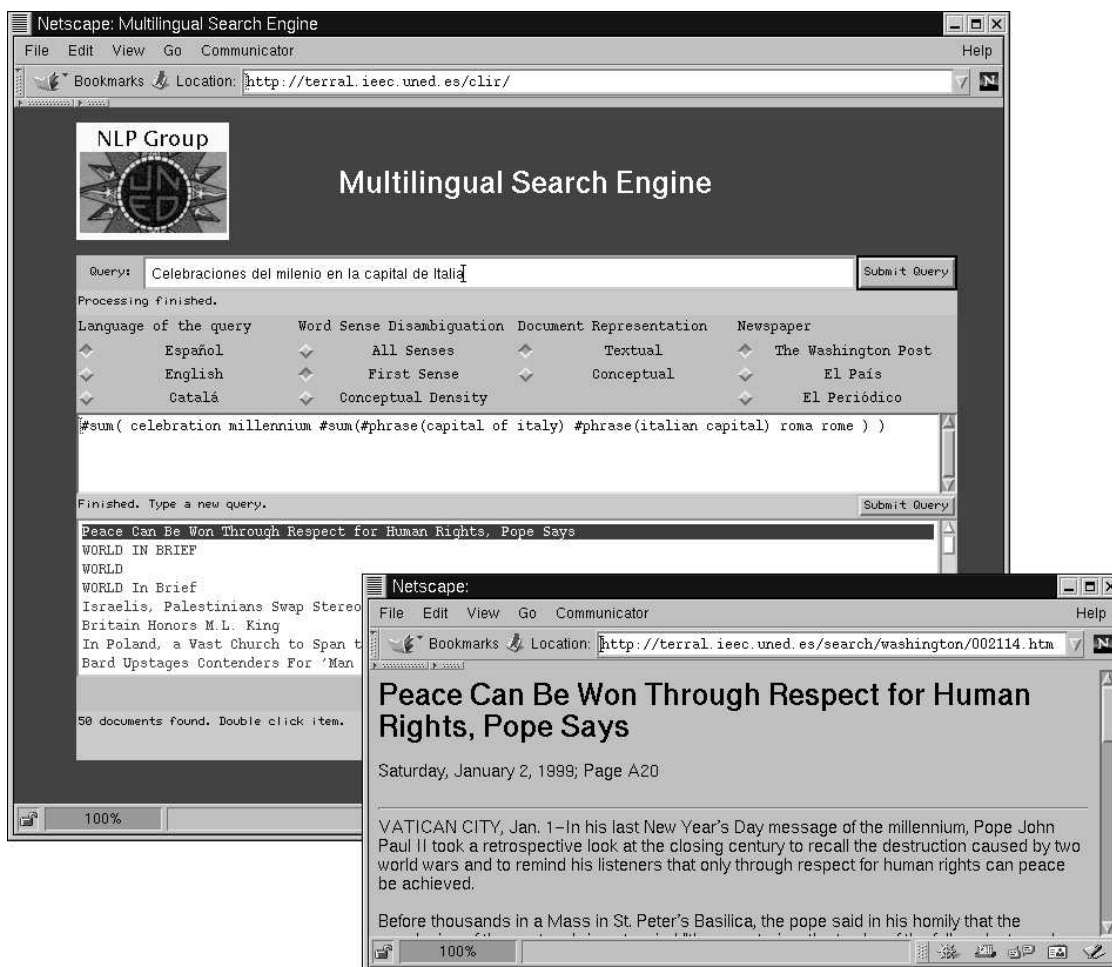 Netscape: Multilingual Search Engine
File Edit View Go Communicator Help
Bookmarks Location: http://terral.ieec.uned.es/clir/
N
NLP Group
UNED
Multilingual Search Engine
Query: Celebraciones del milenio en la capital de Italia Submit Query
Processing finished.
Language of the query Word Sense Disambiguation Document Representation Newspaper
Español All Senses Textual The Washington Post
English First Sense Conceptual El País
Catalá Conceptual Density El Periódico
#sum( celebration millennium #sum(#phrase(capital of italy) #phrase(italian capital) roma rome ) )
Finished. Type a new query. Submit Query
Peace Can Be Won Through Respect for Human Rights, Pope Says
WORLD IN BRIEF
WORLD
WORLD In Brief
Israelis, Palestinians Swap Stereo
Britain Honors M.L. King
In Poland, a Vast Church to Span t
Bard Upstages Contenders For 'Man
50 documents found. Double click item.
100%
Netscape:
File Edit View Go Communicator Help
Bookmarks Location: http://terral.ieec.uned.es/search/washington/002114.htm
N
Peace Can Be Won Through Respect for Human
Rights, Pope Says
Saturday, January 2, 1999; Page A20
VATICAN CITY, Jan. 1–In his last New Year's Day message of the millennium, Pope John
Paul II took a retrospective look at the closing century to recall the destruction caused by two
world wars and to remind his listeners that only through respect for human rights can peace
be achieved.
Before thousands in a Mass in St. Peter's Basilica, the pope said in his homily that the
100%